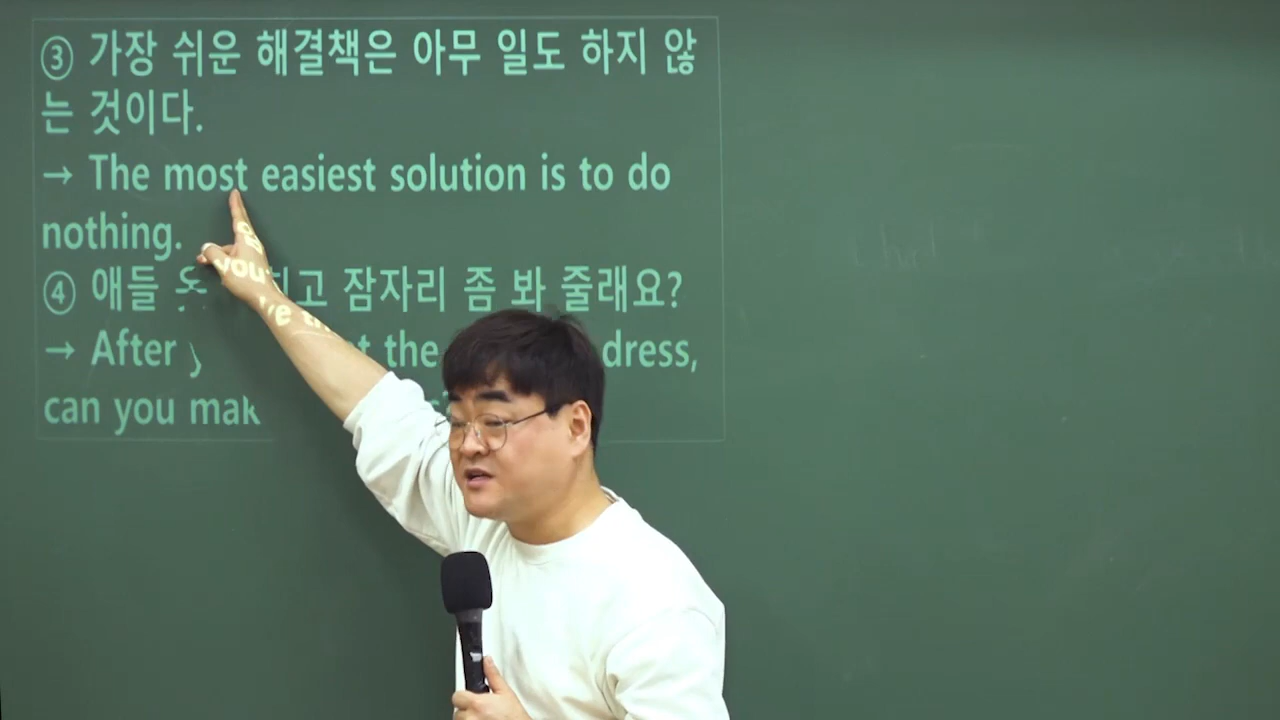 ③ 가장 쉬운 해결책은 아무 일도 하지 않
는 것이다.
→ The most easiest solution is to do
nothing.
④ 애들 고 잠자리 좀 봐 줄래요?
→ After the dress,
can you